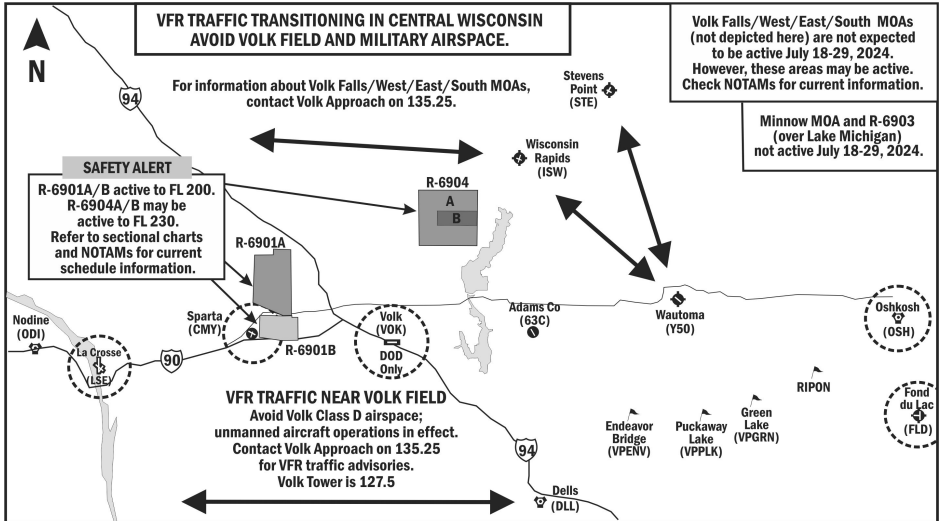 VFR TRAFFIC TRANSITIONING IN CENTRAL WISCONSIN
AVOID VOLK FIELD AND MILITARY AIRSPACE.
Volk Falls/West/East/South MOAs
(not depicted here) are not expected
to be active July 18-29, 2024.
However, these areas may be active.
Check NOTAMs for current information.
Minnow MOA and R-6903
(over Lake Michigan)
not active July 18-29, 2024.
N
94
For information about Volk Falls/West/East/South MOAs,
contact Volk Approach on 135.25.
Stevens
Point
(STE)
Wisconsin
Rapids
(ISW)
SAFETY ALERT
R-6901A/B active to FL 200.
R-6904A/B may be
active to FL 230.
Refer to sectional charts
and NOTAMs for current
schedule information.
R-6904
A
B
R-6901A
R-6901B
Nodine
(ODI)
La Crosse
(LSE)
90
Sparta
(CMY)
Volk
(VOK)
DOD
Only
Adams Co
(63C)
Wautoma
(Y50)
Oshkosh
(OSH)
RIPON
Fond
du Lac
(FLD)
Green
Lake
(VPGRN)
Puckaway
Lake
(VPPLK)
Endeavor
Bridge
(VPENV)
VFR TRAFFIC NEAR VOLK FIELD
Avoid Volk Class D airspace;
unmanned aircraft operations in effect.
Contact Volk Approach on 135.25
for VFR traffic advisories.
Volk Tower is 127.5
94
Dells
(DLL)